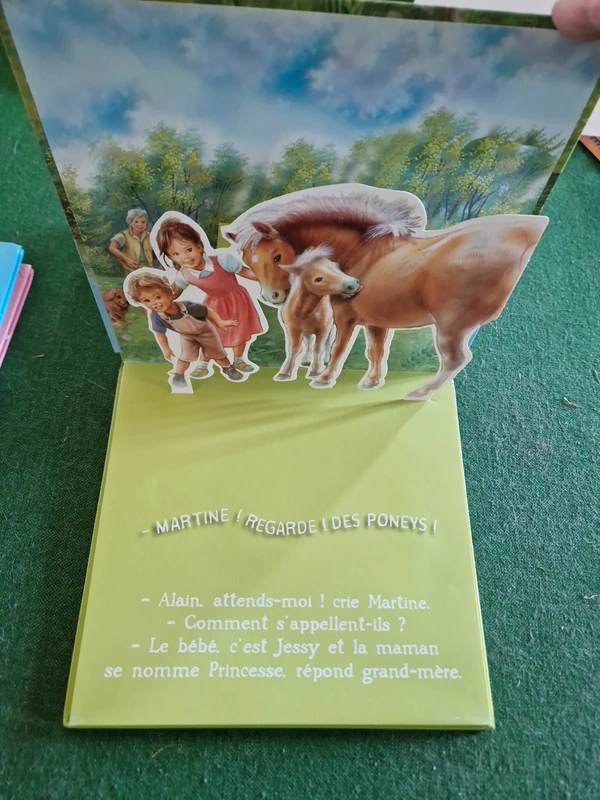 - MARTINE ! REGARDE ! DES PONEYS !
- Alain, attends-moi ! crie Martine.
- Comment s'appellent-ils ?
- Le bébé, c'est Jessy et la maman
se nomme Princesse, répond grand-mère.